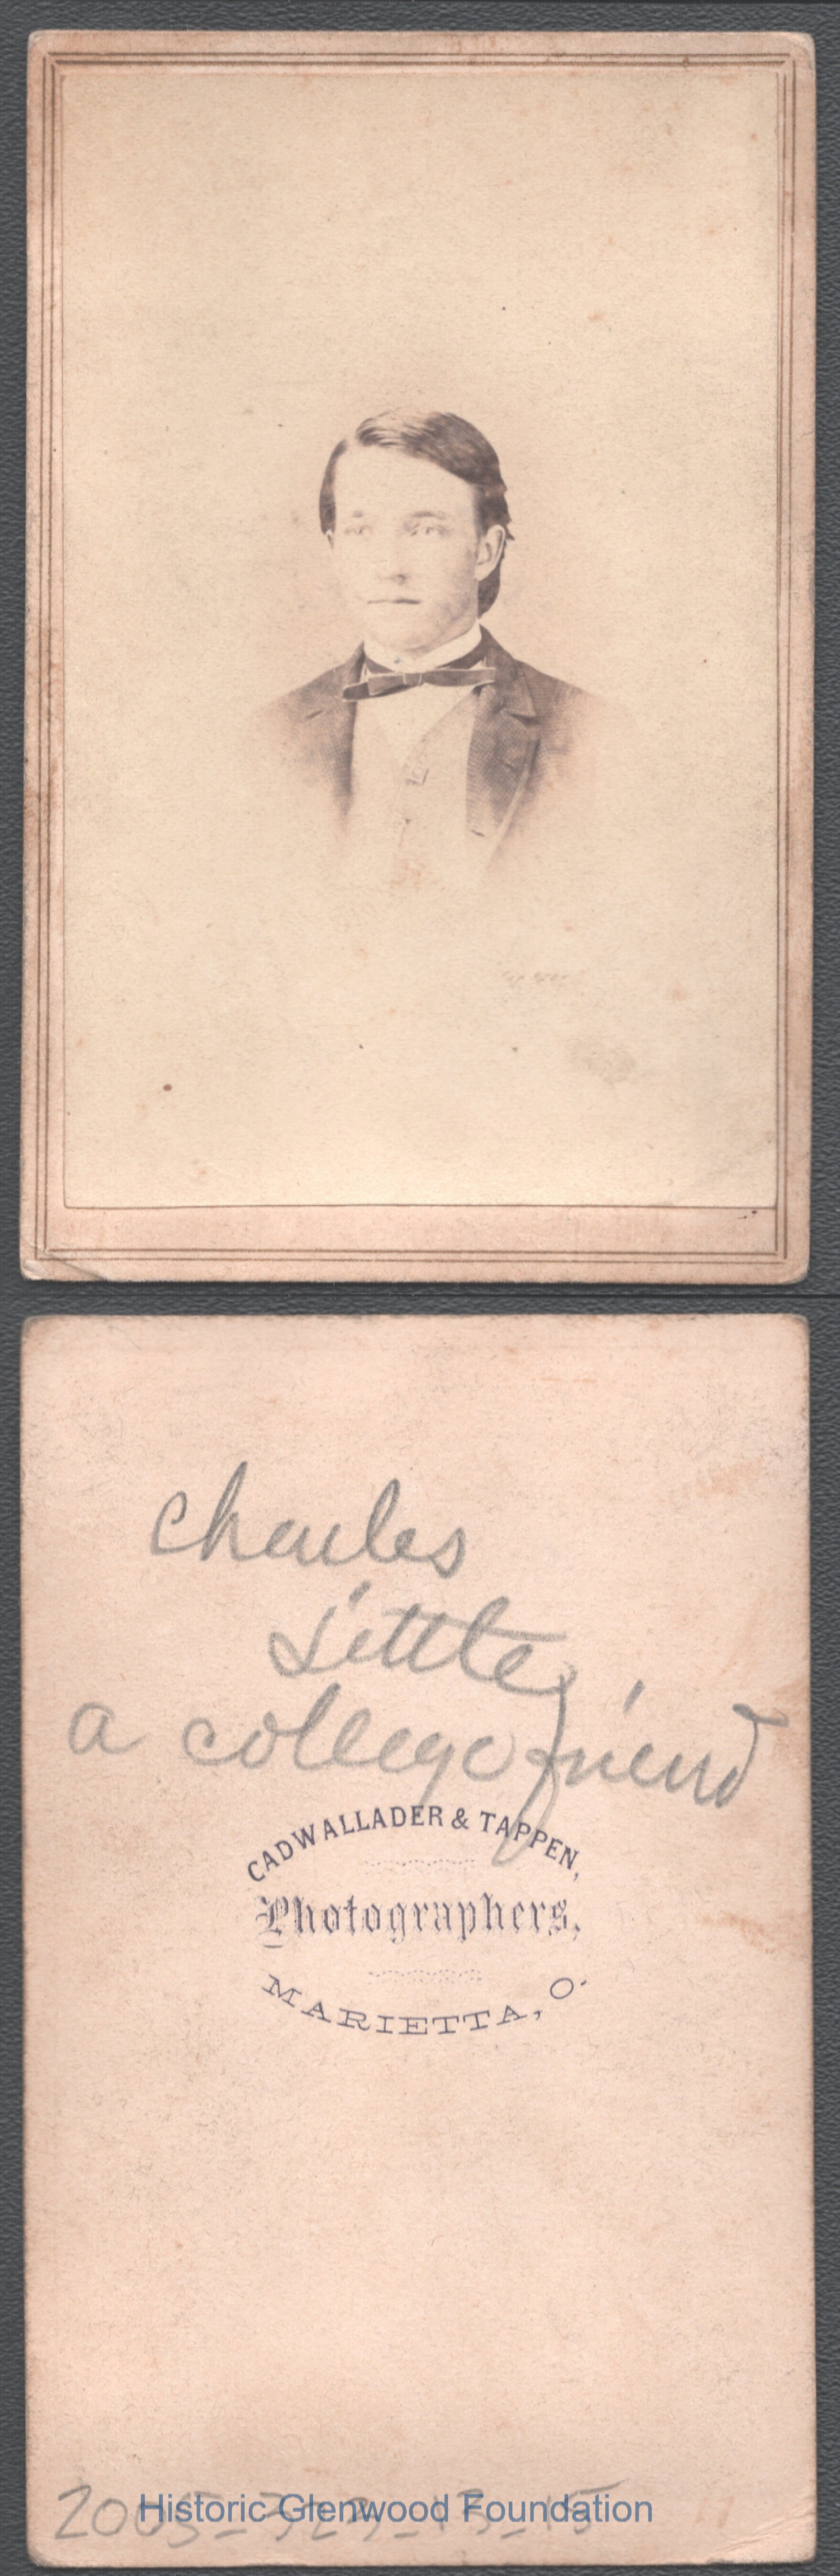 Charles
Little
a college friend
CADWALLADER & TAPPEN,
Photographers,
MARIETTA, O.
Historic Glenwood Foundation